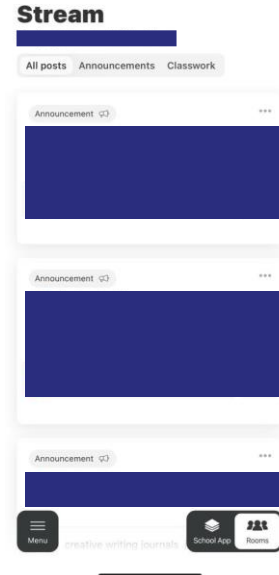 Stream
All posts Announcements Classwork
Announcement
Announcement
Announcement
creative writing journals
Menu School App Rooms